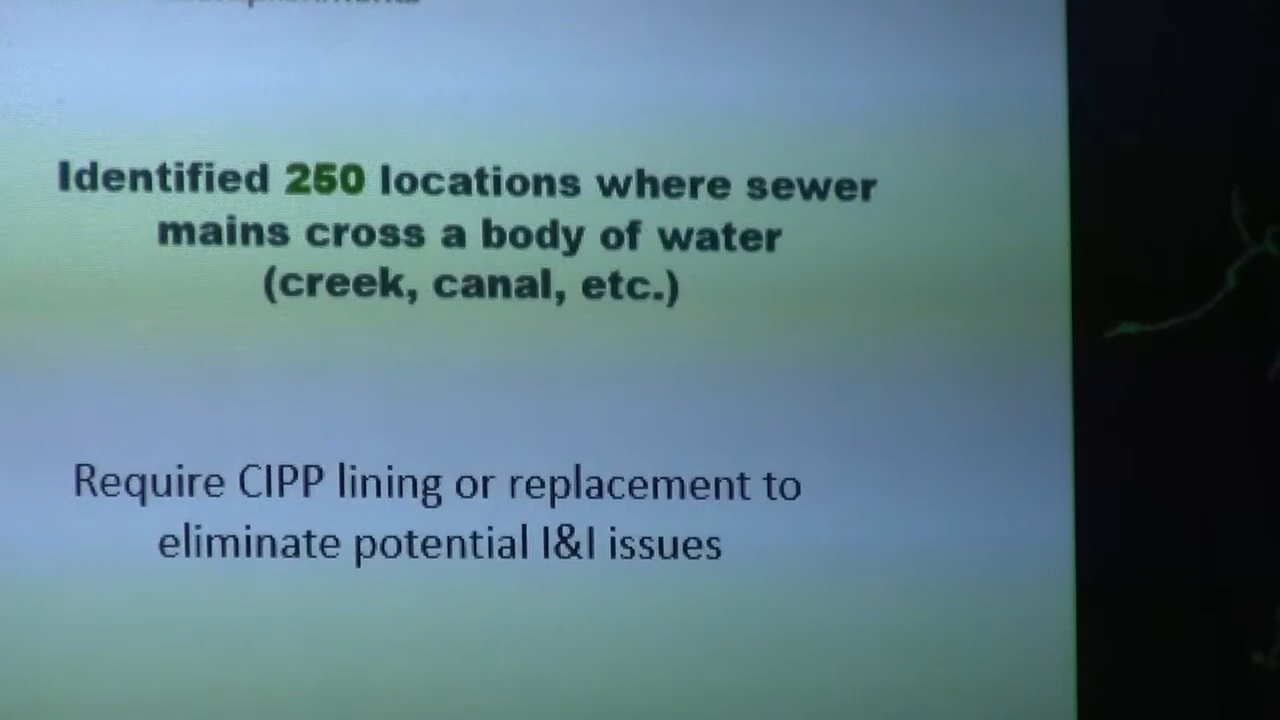 Identified 250 locations where sewer
mains cross a body of water
(creek, canal, etc.)
Require CIPP lining or replacement to
eliminate potential I&I issues